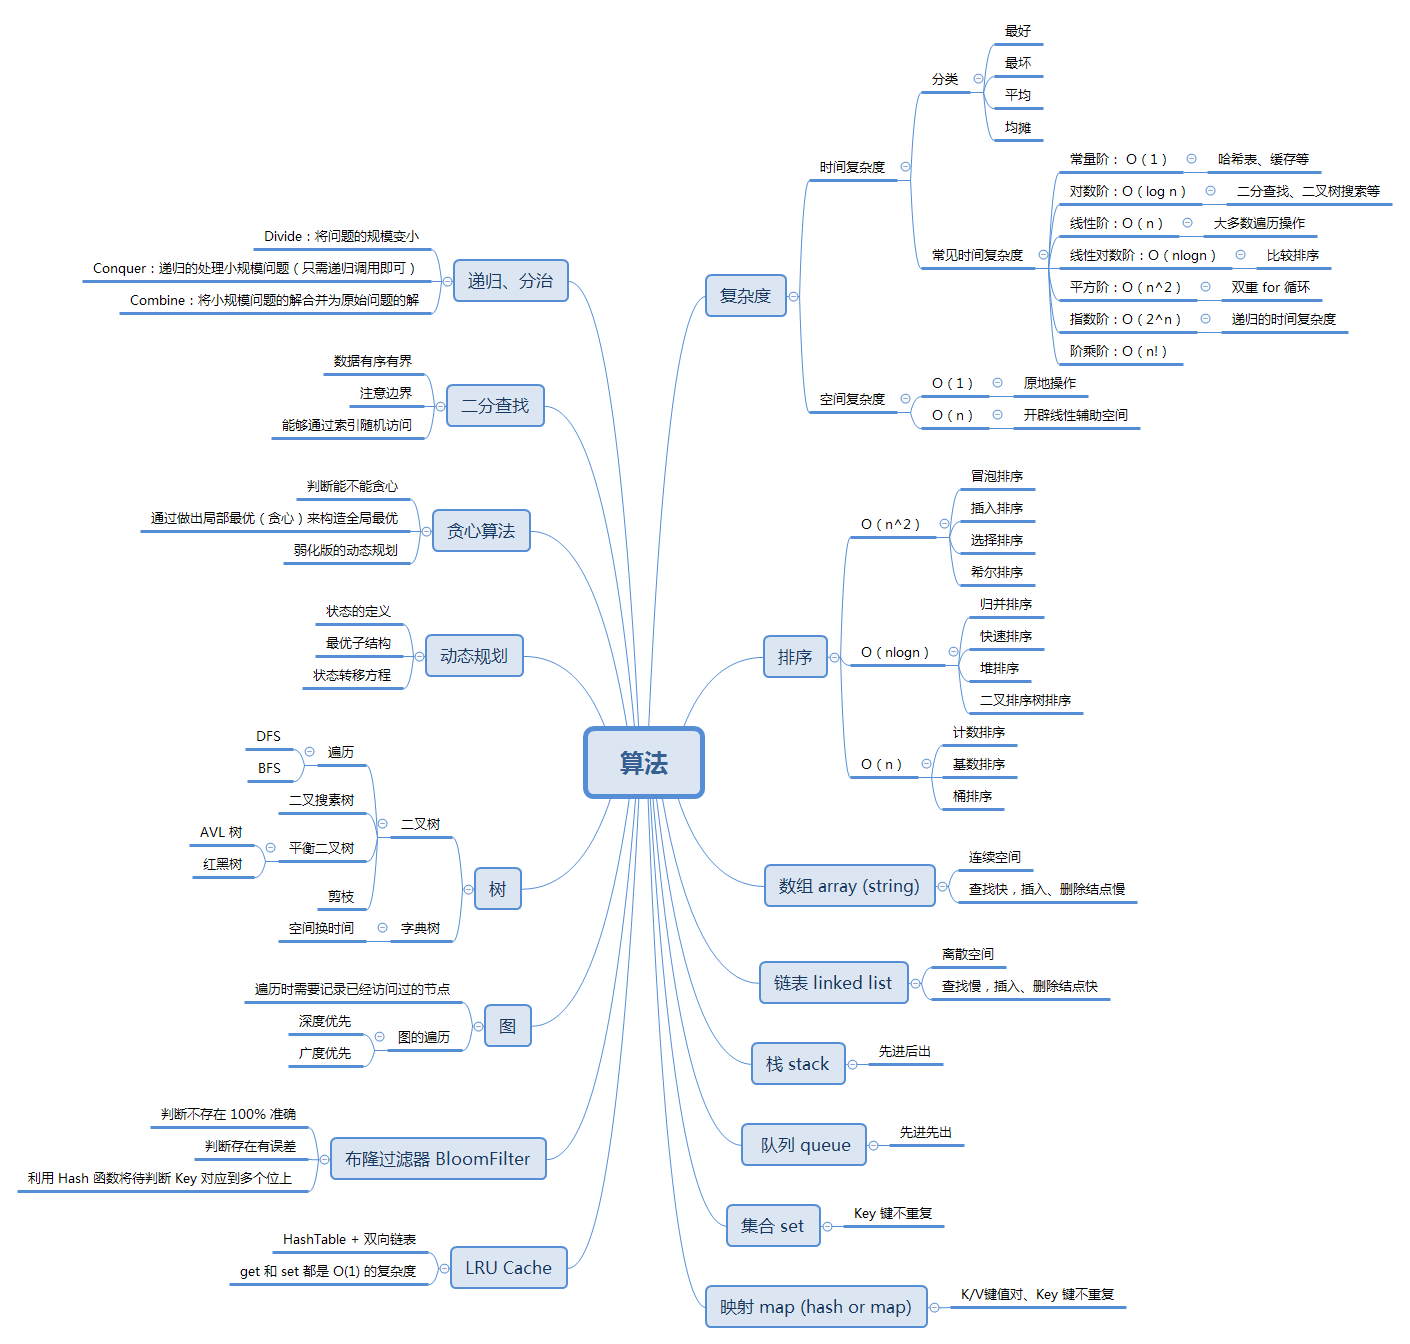 算法
复杂度
时间复杂度
分类
最好
最坏
平均
均摊
常见时间复杂度
常量阶： O（1）
哈希表、缓存等
对数阶：O（log n）
二分查找、二叉树搜索等
线性阶：O（n）
大多数遍历操作
线性对数阶：O（nlogn）
比较排序
平方阶：O（n^2）
双重 for 循环
指数阶：O（2^n）
递归的时间复杂度
阶乘阶：O（n!）
空间复杂度
O（1）
原地操作
O（n）
开辟线性辅助空间
排序
O（n^2）
冒泡排序
插入排序
选择排序
希尔排序
O（nlogn）
归并排序
快速排序
堆排序
二叉排序树排序
O（n）
计数排序
基数排序
桶排序
数组 array (string)
连续空间
查找快，插入、删除结点慢
链表 linked list
离散空间
查找慢，插入、删除结点快
栈 stack
先进后出
队列 queue
先进先出
集合 set
Key 键不重复
映射 map (hash or map)
K/V键值对、Key 键不重复
递归、分治
Divide：将问题的规模变小
Conquer：递归的处理小规模问题（只需递归调用即可）
Combine：将小规模问题的解合并为原始问题的解
二分查找
数据有序有界
注意边界
能够通过索引随机访问
贪心算法
判断能不能贪心
通过做出局部最优（贪心）来构造全局最优
弱化版的动态规划
动态规划
状态的定义
最优子结构
状态转移方程
树
二叉树
遍历
DFS
BFS
二叉搜素树
平衡二叉树
AVL 树
红黑树
剪枝
字典树
空间换时间
图
遍历时需要记录已经访问过的节点
图的遍历
深度优先
广度优先
布隆过滤器 BloomFilter
判断不存在 100% 准确
判断存在有误差
利用 Hash 函数将待判断 Key 对应到多个位上
LRU Cache
HashTable + 双向链表
get 和 set 都是 O(1) 的复杂度